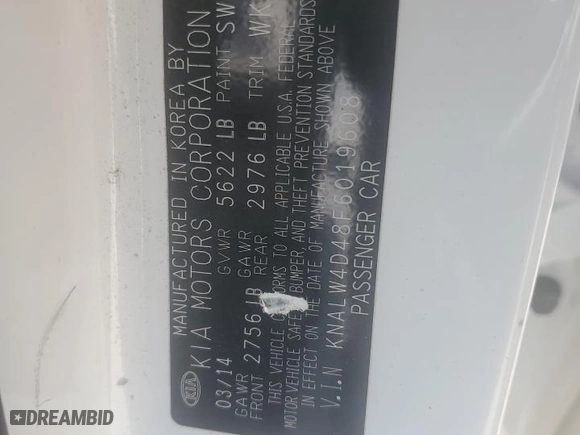 KIA
MANUFACTURED IN KOREA BY
KIA MOTORS CORPORATION
03/14 GVWR 5622 LB PAINT SW
GAWR FRONT 2756 LB GAWR REAR 2976 LB TRIM WK
THIS VEHICLE CONFORMS TO ALL APPLICABLE U.S.A. FEDERAL
MOTOR VEHICLE SAFETY, BUMPER, AND THEFT PREVENTION STANDARDS
IN EFFECT ON THE DATE OF MANUFACTURE SHOWN ABOVE
V.I.N KNALW4D48F6019608
PASSENGER CAR
DREAMBID